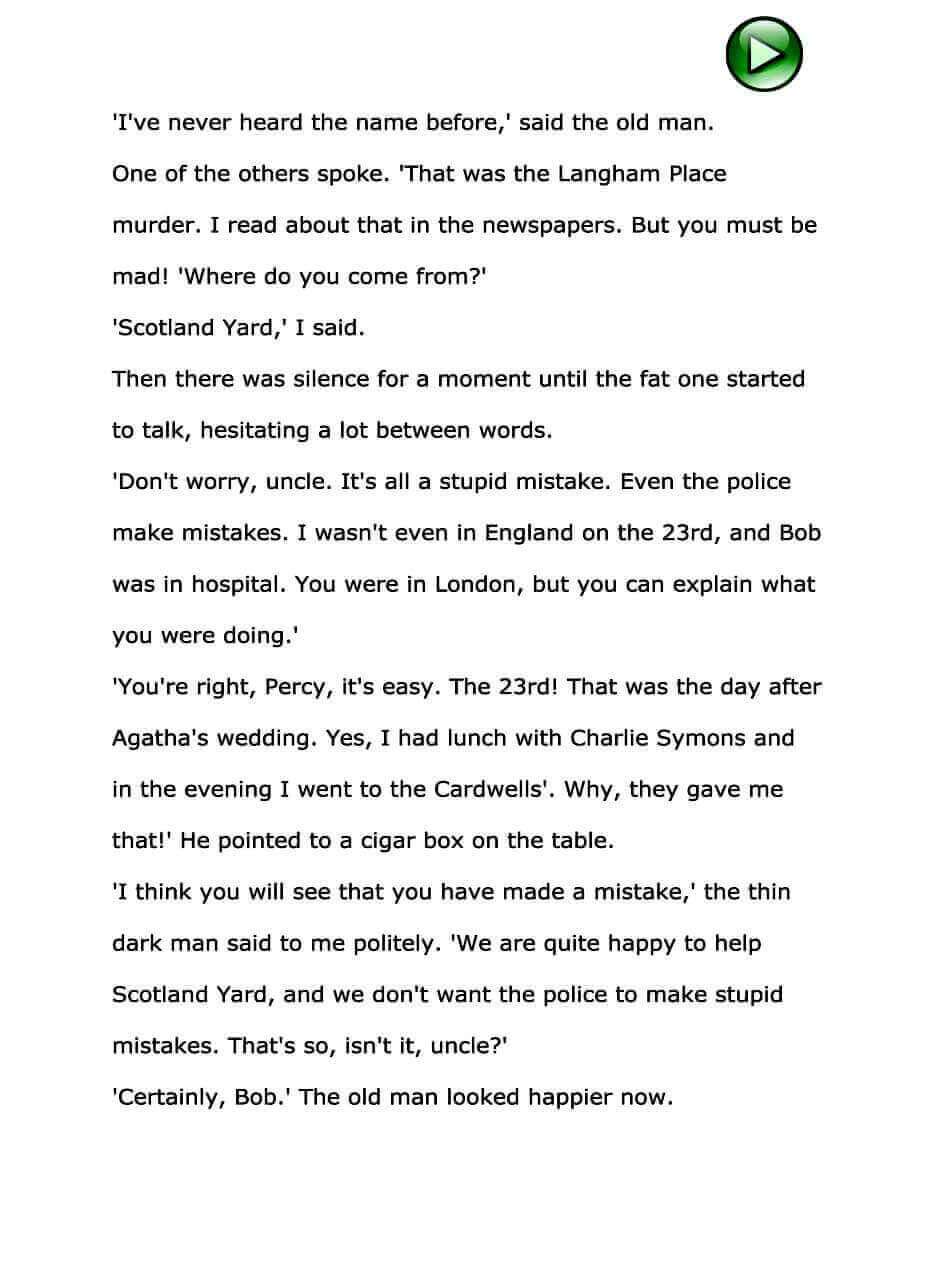 'I've never heard the name before,' said the old man.
One of the others spoke. 'That was the Langham Place
murder. I read about that in the newspapers. But you must be
mad! 'Where do you come from?'
'Scotland Yard,' I said.
Then there was silence for a moment until the fat one started
to talk, hesitating a lot between words.
'Don't worry, uncle. It's all a stupid mistake. Even the police
make mistakes. I wasn't even in England on the 23rd, and Bob
was in hospital. You were in London, but you can explain what
you were doing.'
'You're right, Percy, it's easy. The 23rd! That was the day after
Agatha's wedding. Yes, I had lunch with Charlie Symons and
in the evening I went to the Cardwells'. Why, they gave me
that!' He pointed to a cigar box on the table.
'I think you will see that you have made a mistake,' the thin
dark man said to me politely. 'We are quite happy to help
Scotland Yard, and we don't want the police to make stupid
mistakes. That's so, isn't it, uncle?'
'Certainly, Bob.' The old man looked happier now.